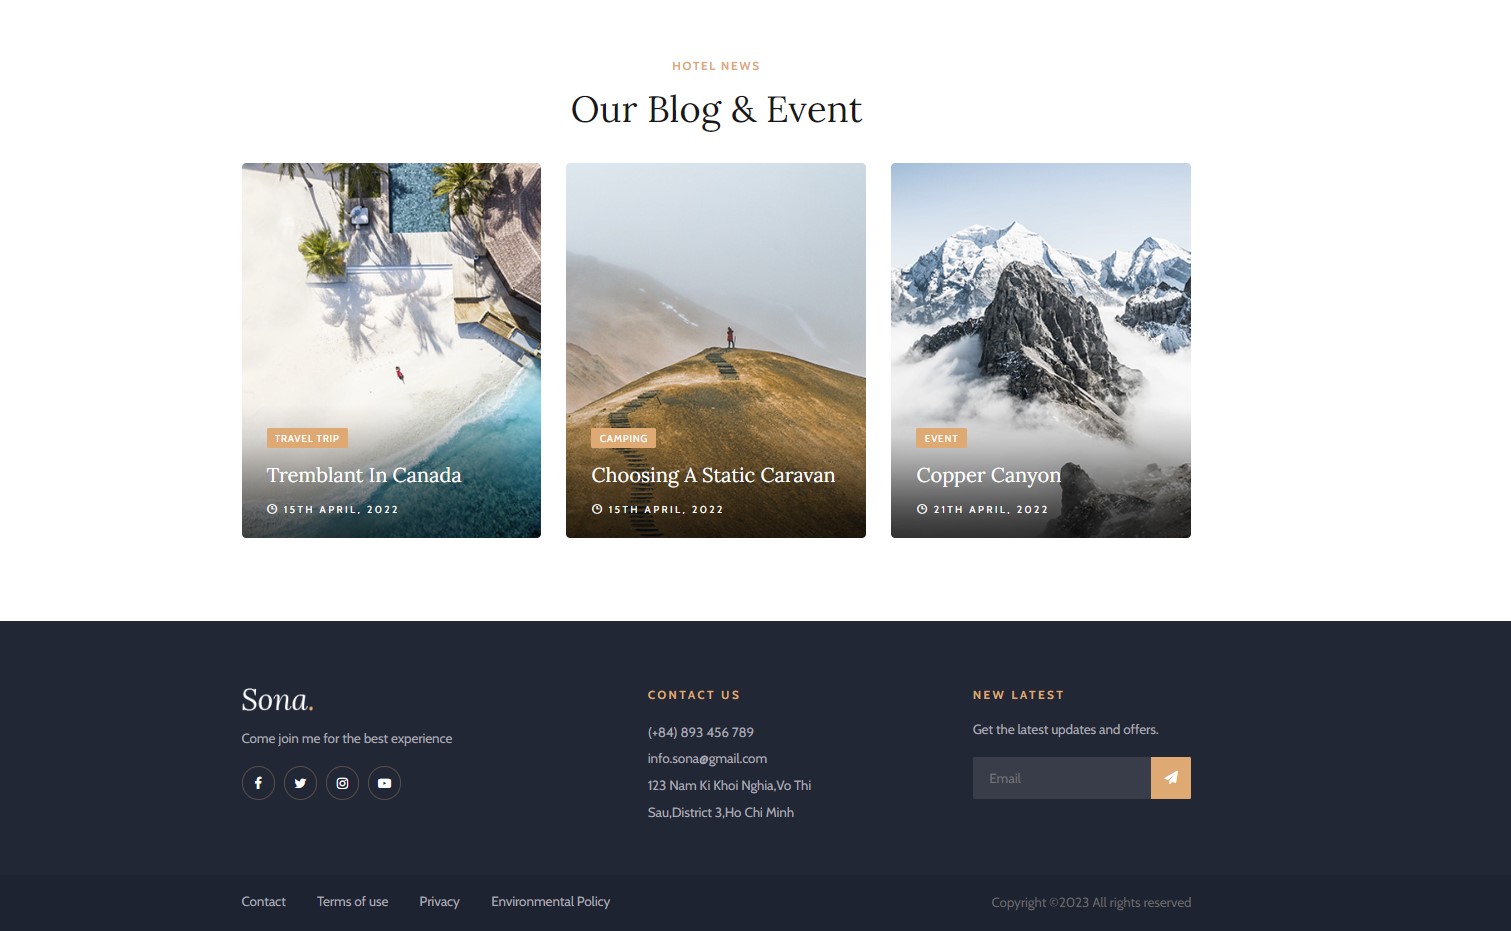 HOTEL NEWS
Our Blog & Event
TRAVEL TRIP
Tremblant In Canada
15TH APRIL, 2022
CAMPING
Choosing A Static Caravan
15TH APRIL, 2022
EVENT
Copper Canyon
21TH APRIL, 2022
Sona.
Come join me for the best experience
CONTACT US
(+84) 893 456 789
info.sona@gmail.com
123 Nam Ki Khoi Nghia,Vo Thi
Sau,District 3,Ho Chi Minh
NEW LATEST
Get the latest updates and offers.
Email
Contact
Terms of use
Privacy
Environmental Policy
Copyright ©2023 All rights reserved